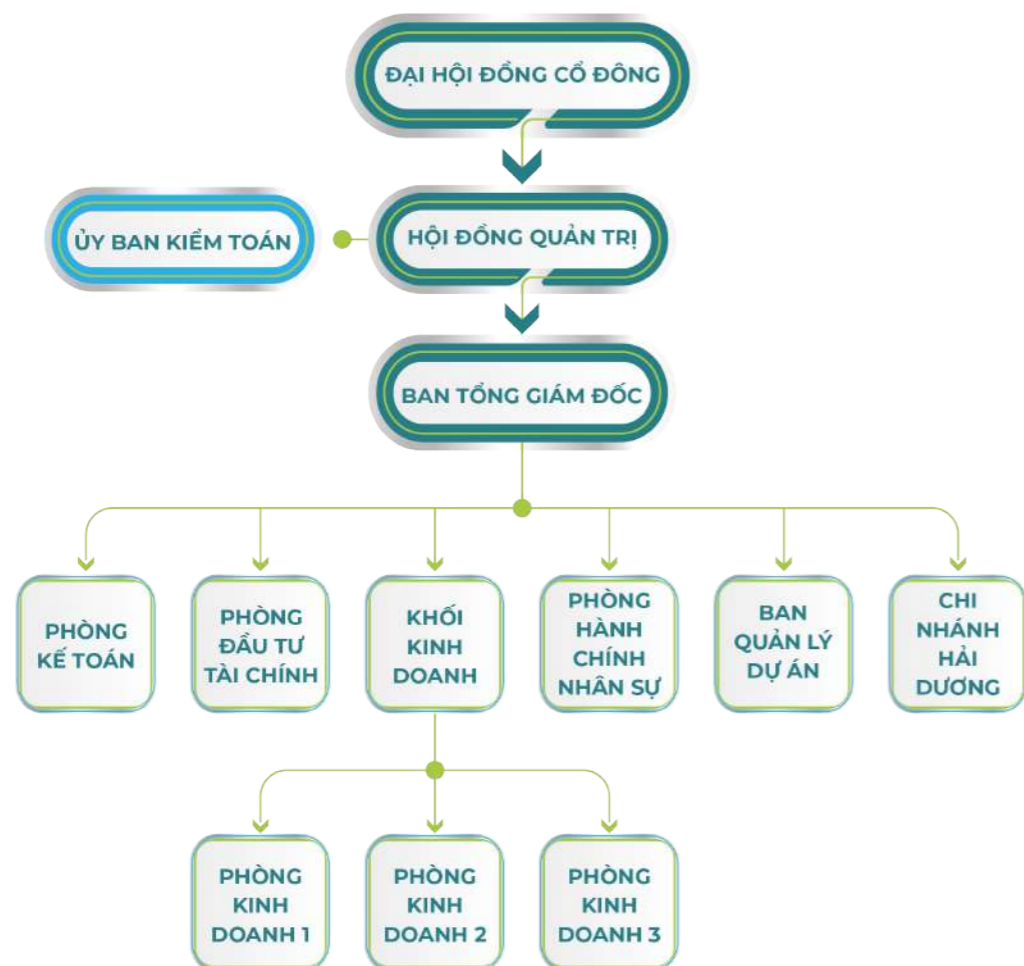 ĐẠI HỘI ĐỒNG CỔ ĐÔNG
ỦY BAN KIỂM TOÁN
HỘI ĐỒNG QUẢN TRỊ
BAN TỔNG GIÁM ĐỐC
PHÒNG
KẾ TOÁN
PHÒNG
ĐẦU TƯ
TÀI CHÍNH
KHỐI
KINH
DOANH
PHÒNG
HÀNH
CHÍNH
NHÂN SỰ
BAN
QUẢN LÝ
DỰ ÁN
CHI
NHÁNH
HẢI
DƯƠNG
PHÒNG
KINH
DOANH 1
PHÒNG
KINH
DOANH 2
PHÒNG
KINH
DOANH 3